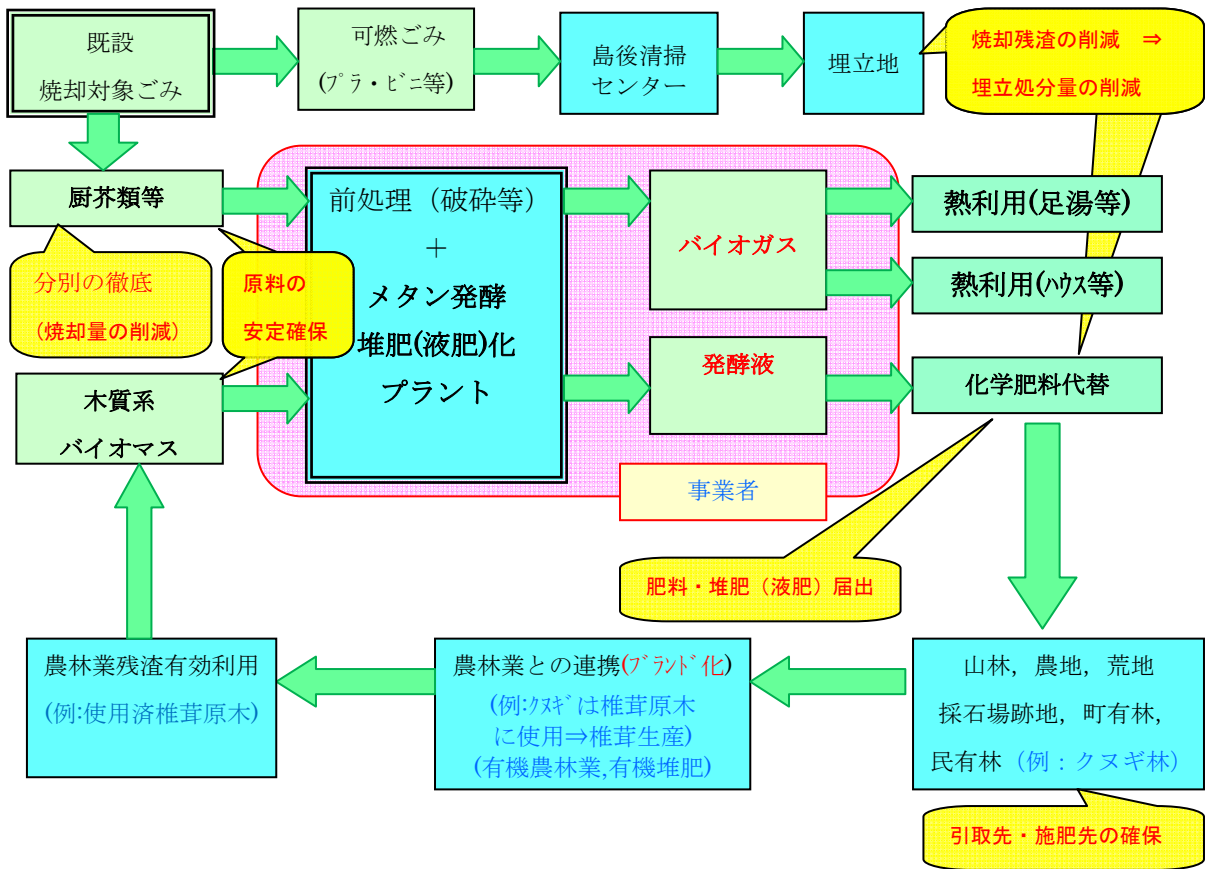 既設
焼却対象ごみ
可燃ごみ
(ﾌﾟﾗ・ﾋﾞﾆ等)
島後清掃
センター
埋立地
焼却残渣の削減　⇒
埋立処分量の削減
厨芥類等
分別の徹底
(焼却量の削減)
原料の
安定確保
木質系
バイオマス
前処理（破砕等）
＋
メタン発酵
堆肥(液肥)化
プラント
バイオガス
発酵液
事業者
熱利用(足湯等)
熱利用(ﾊｳｽ等)
化学肥料代替
肥料・堆肥（液肥）届出
農林業残渣有効利用
(例:使用済椎茸原木)
農林業との連携(ﾌﾞﾗﾝﾄﾞ化)
(例:ｸﾇｷﾞは椎茸原木
に使用⇒椎茸生産)
(有機農林業,有機堆肥)
山林，農地，荒地
採石場跡地，町有林，
民有林（例：クヌギ林）
引取先・施肥先の確保